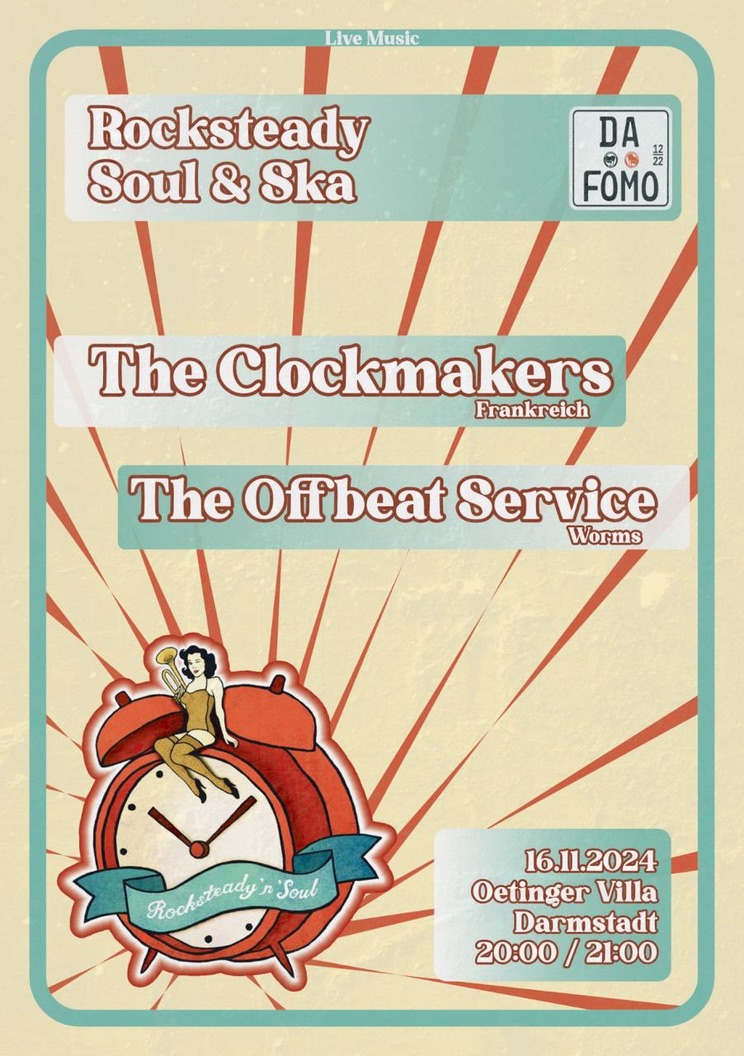 Live Music
Rocksteady
Soul & Ska
DA
12
22
FOMO
The Clockmakers
Frankreich
The Offbeat Service
Worms
Rocksteady'n'Soul
16.11.2024
Oetinger Villa
Darmstadt
20:00 / 21:00